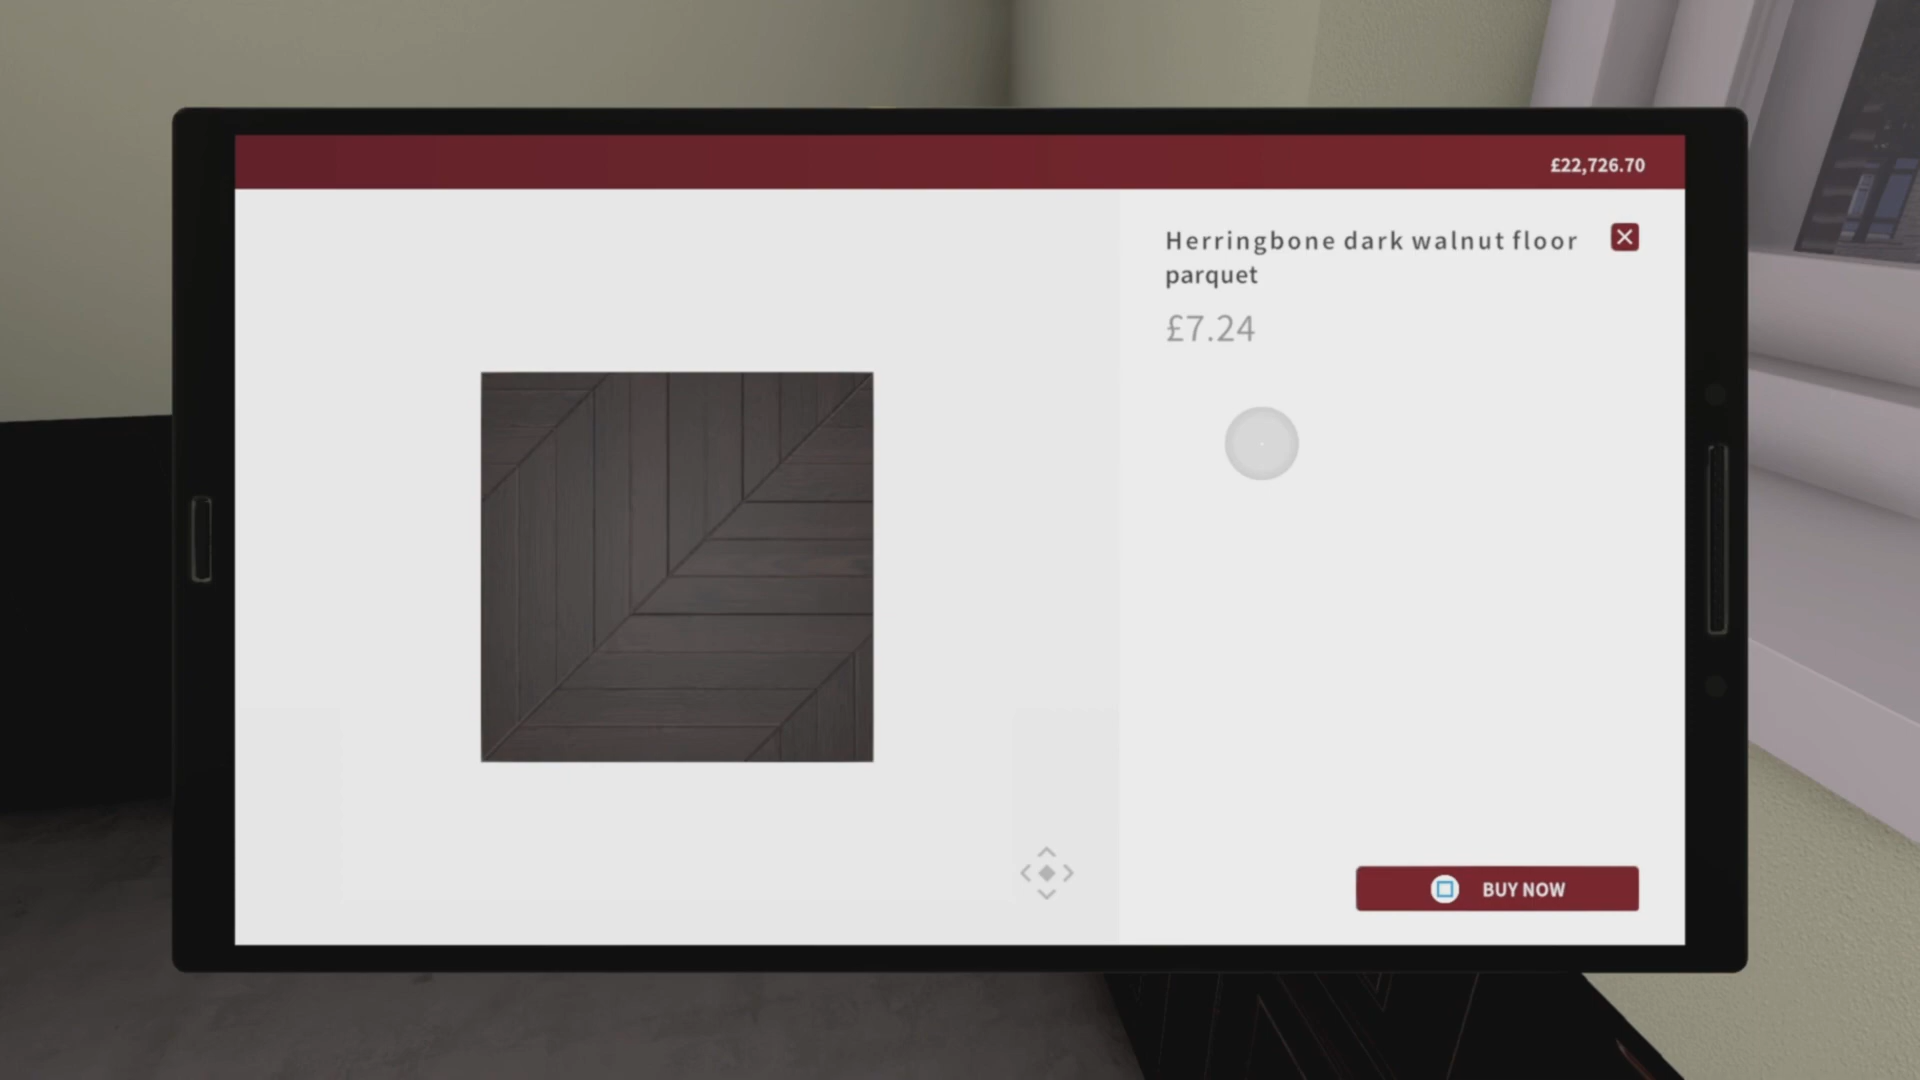 £22,726.70
Herringbone dark walnut floor
parquet
£7.24
BUY NOW